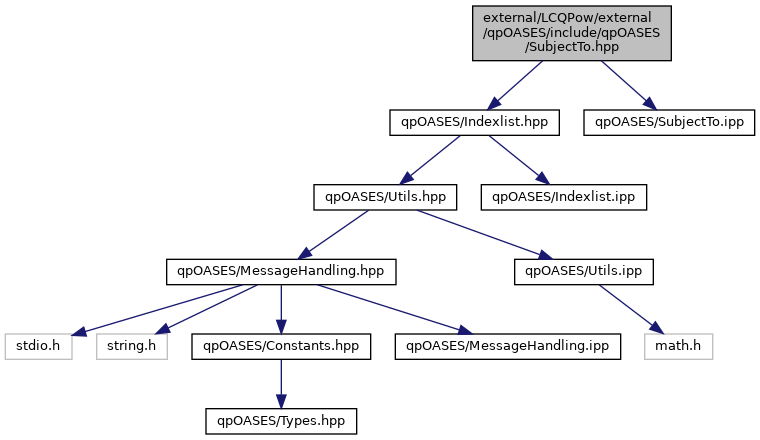 external/LCQPow/external
/qpOASES/include/qpOASES
/SubjectTo.hpp
qpOASES/Indexlist.hpp
qpOASES/SubjectTo.ipp
qpOASES/Utils.hpp
qpOASES/Indexlist.ipp
qpOASES/MessageHandling.hpp
qpOASES/Utils.ipp
stdio.h
string.h
qpOASES/Constants.hpp
qpOASES/MessageHandling.ipp
math.h
qpOASES/Types.hpp